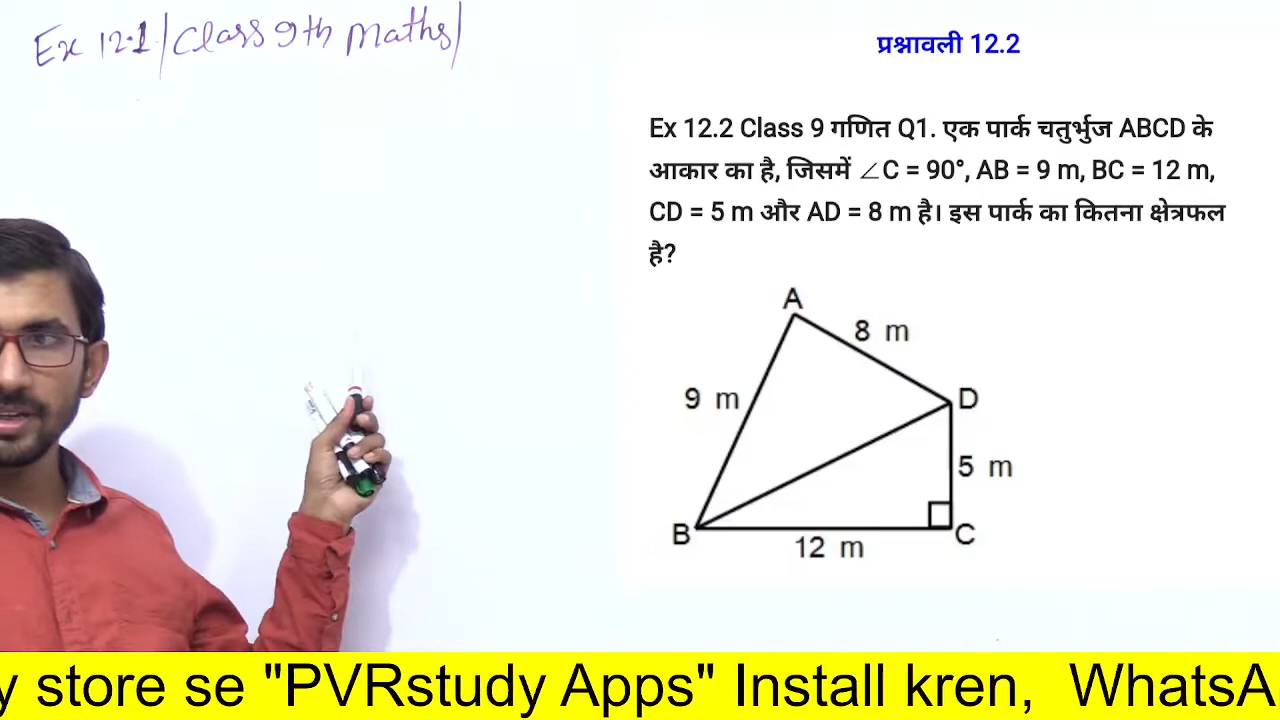 Ex 12.1/Class 9th Maths/
प्रश्नावली 12.2
Ex 12.2 Class 9 गणित Q1. एक पार्क चतुर्भुज ABCD के
आकार का है, जिसमें ∠C = 90°, AB = 9 m, BC = 12 m,
CD = 5 m और AD = 8 m है। इस पार्क का कितना क्षेत्रफल
है?
A
8 m
9 m
D
5 m
B
C
12 m
y store se "PVRstudy Apps" Install kren, WhatsA